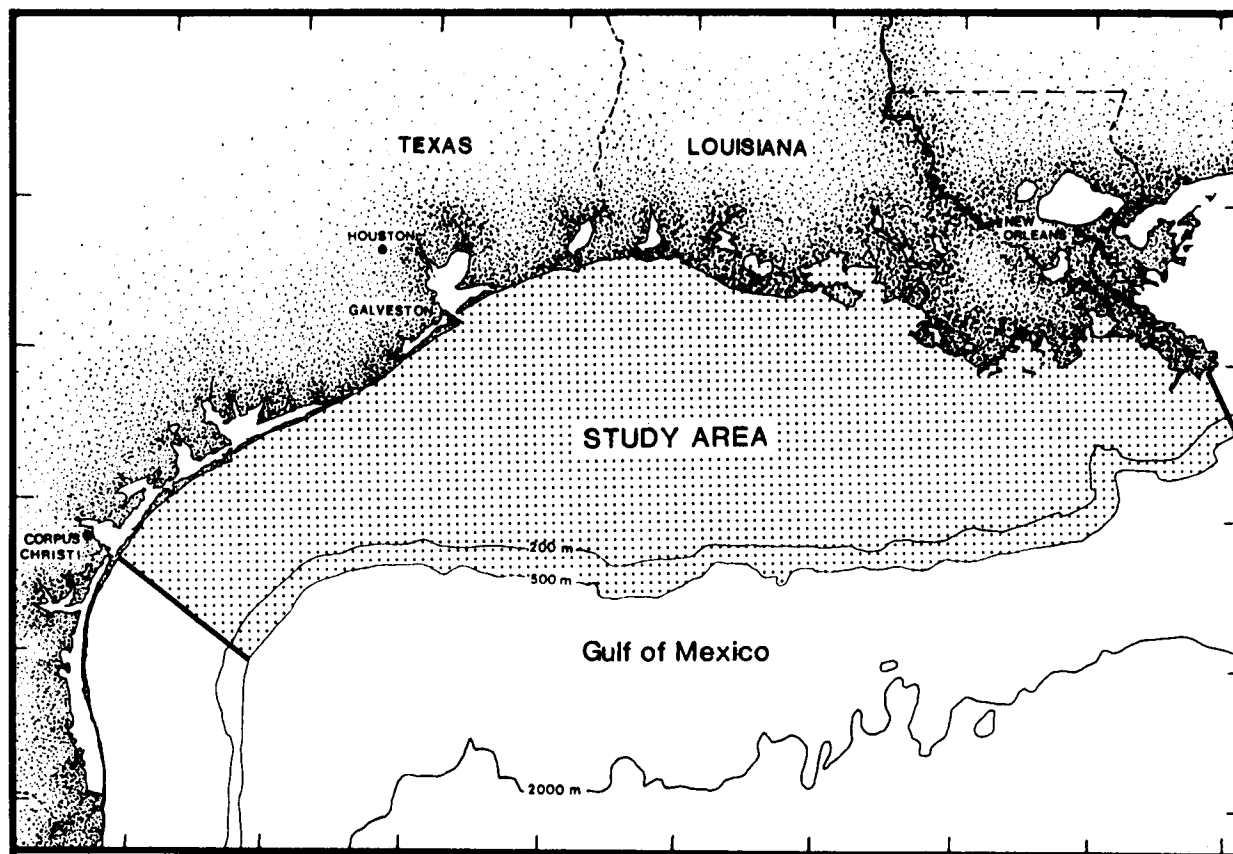 TEXAS
LOUISIANA
HOUSTON
NEW
ORLEANS
GALVESTON
STUDY AREA
CORPUS
CHRISTI
200 m
500 m
Gulf of Mexico
2000 m